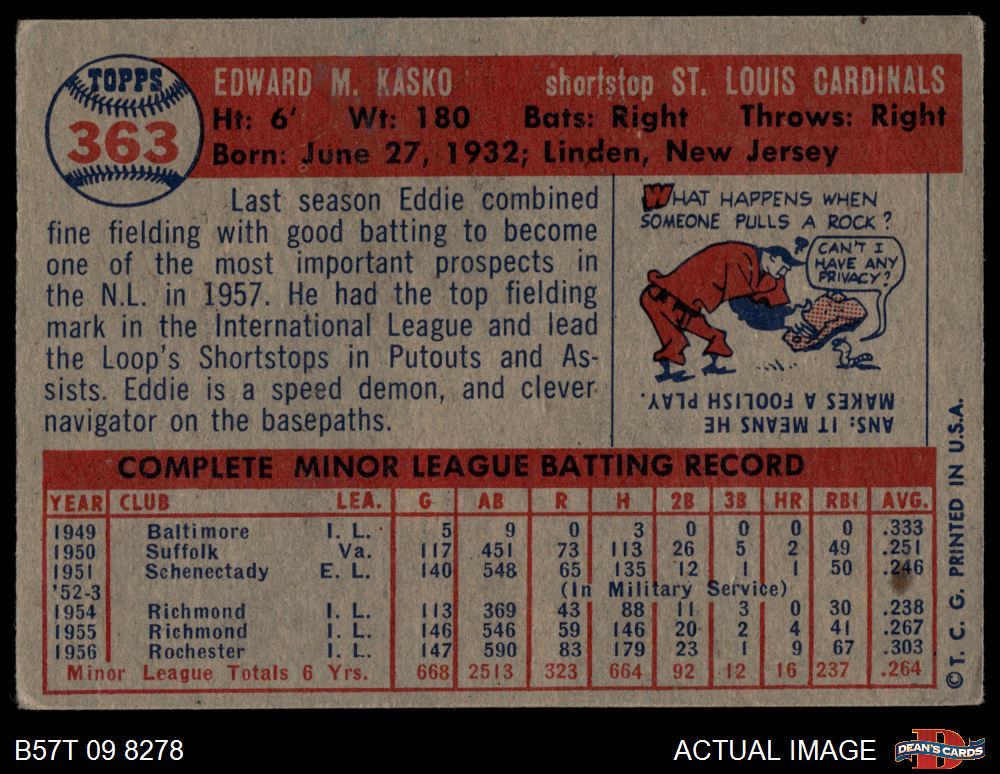 TOPPS
363
EDWARD M. KASKO shortstop ST. LOUIS CARDINALS
Ht: 6' Wt: 180 Bats: Right Throws: Right
Born: June 27, 1932; Linden, New Jersey
Last season Eddie combined
fine fielding with good batting to become
one of the most important prospects in
the N.L. in 1957. He had the top fielding
mark in the International League and lead
the Loop's Shortstops in Putouts and As-
sists. Eddie is a speed demon, and clever
navigator on the basepaths.
WHAT HAPPENS WHEN
SOMEONE PULLS A ROCK?
CAN'T I
HAVE ANY
PRIVACY?
ANS: IT MEANS HE
MAKES A FOOLISH PLAY.
COMPLETE MINOR LEAGUE BATTING RECORD
YEAR CLUB LEA. G AB R H 2B 3B HR RBI AVG.
1949 Baltimore I. L. 5 9 0 3 0 0 0 0 .333
1950 Suffolk Va. 117 451 73 113 26 5 2 49 .251
1951 Schenectady E. L. 140 548 65 135 12 1 1 50 .246
'52-3 (In Military Service)
1954 Richmond I. L. 113 369 43 88 11 3 0 30 .238
1955 Richmond I. L. 146 546 59 146 20 2 4 41 .267
1956 Rochester I. L. 147 590 83 179 23 1 9 67 .303
Minor League Totals 6 Yrs. 668 2513 323 664 92 12 16 237 .264
© T. C. G. PRINTED IN U.S.A.
B57T 09 8278 ACTUAL IMAGE
D
DEAN'S CARDS